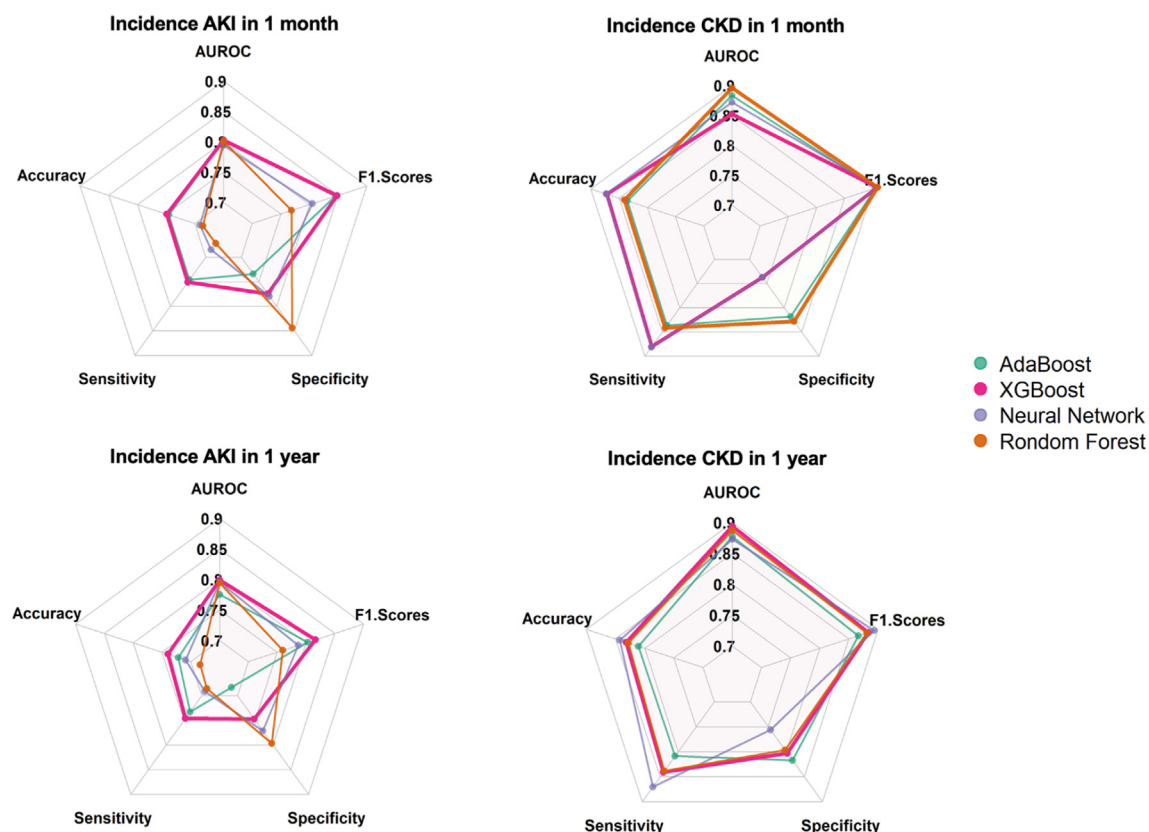 Incidence AKI in 1 month
AUROC
0.9
0.85
0.8
0.75
0.7
F1.Scores
Accuracy
Sensitivity
Specificity
Incidence CKD in 1 month
AUROC
0.9
0.85
0.8
0.75
0.7
F1.Scores
Accuracy
Sensitivity
Specificity
AdaBoost
XGBoost
Neural Network
Rondom Forest
Incidence AKI in 1 year
AUROC
0.9
0.85
0.8
0.75
0.7
F1.Scores
Accuracy
Sensitivity
Specificity
Incidence CKD in 1 year
AUROC
0.9
0.85
0.8
0.75
0.7
F1.Scores
Accuracy
Sensitivity
Specificity